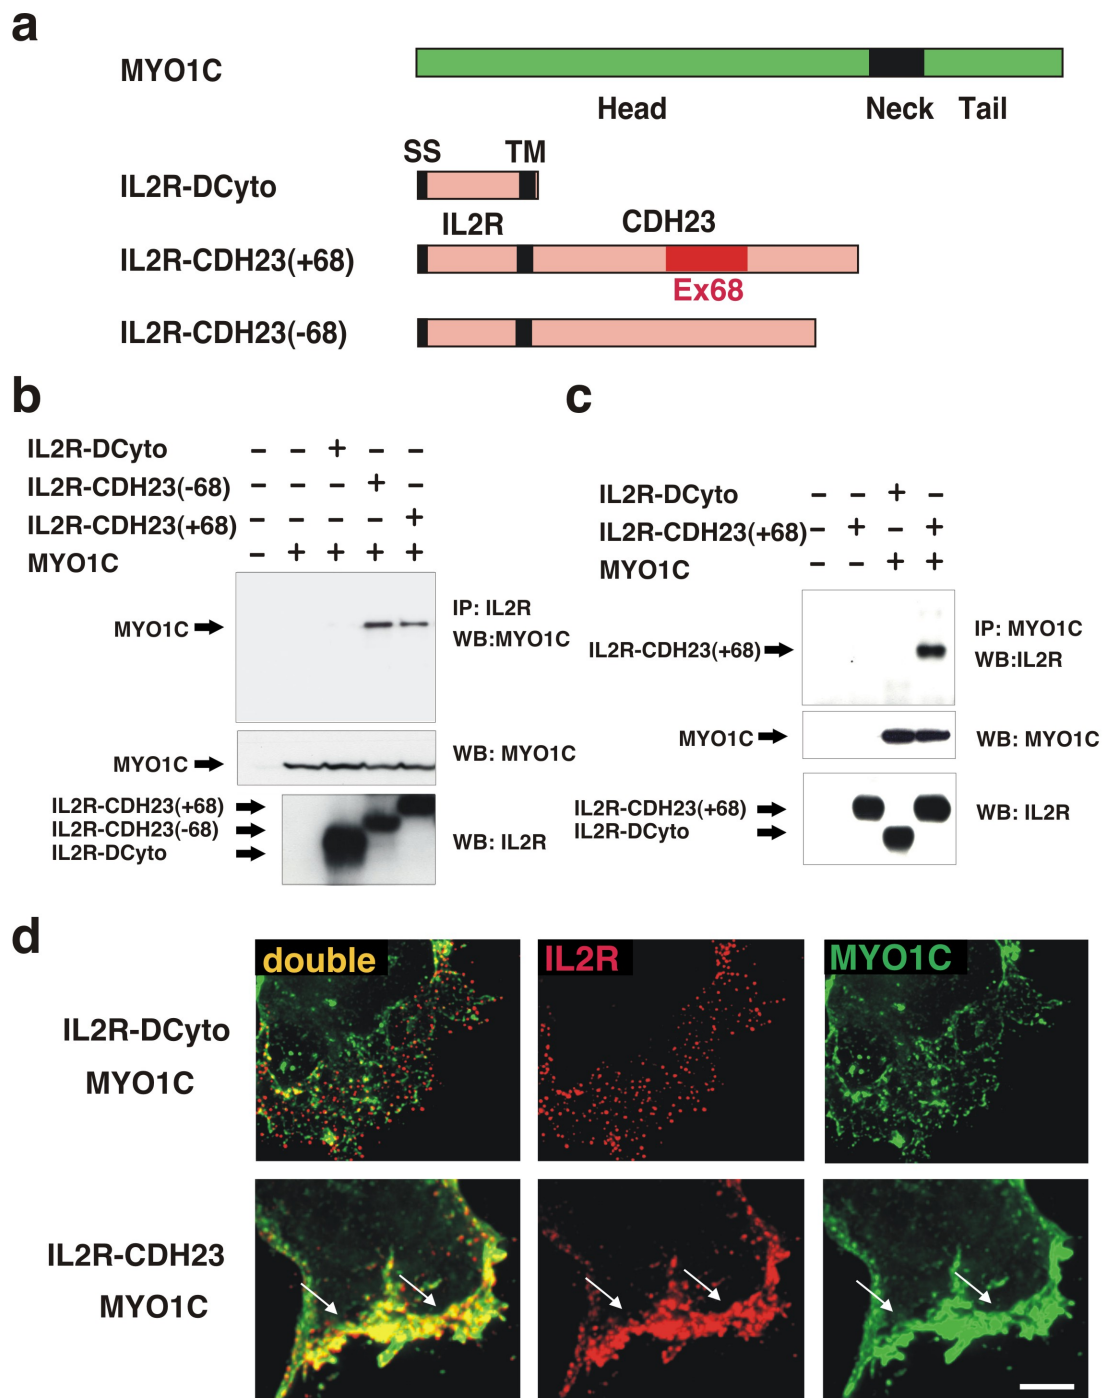 a
MYO1C
Head Neck Tail
SS TM
IL2R-DCyto
IL2R CDH23
IL2R-CDH23(+68)
Ex68
IL2R-CDH23(-68)
b
IL2R-DCyto - - + - -
IL2R-CDH23(-68) - - - + -
IL2R-CDH23(+68) - - - - +
MYO1C - + + + +
MYO1C
IP: IL2R
WB:MYO1C
MYO1C
WB: MYO1C
IL2R-CDH23(+68)
IL2R-CDH23(-68)
IL2R-DCyto
WB: IL2R
c
IL2R-DCyto - - + -
IL2R-CDH23(+68) - + - +
MYO1C - - + +
IL2R-CDH23(+68)
IP: MYO1C
WB:IL2R
MYO1C
WB: MYO1C
IL2R-CDH23(+68)
IL2R-DCyto
WB: IL2R
d
double IL2R MYO1C
IL2R-DCyto
MYO1C
IL2R-CDH23
MYO1C